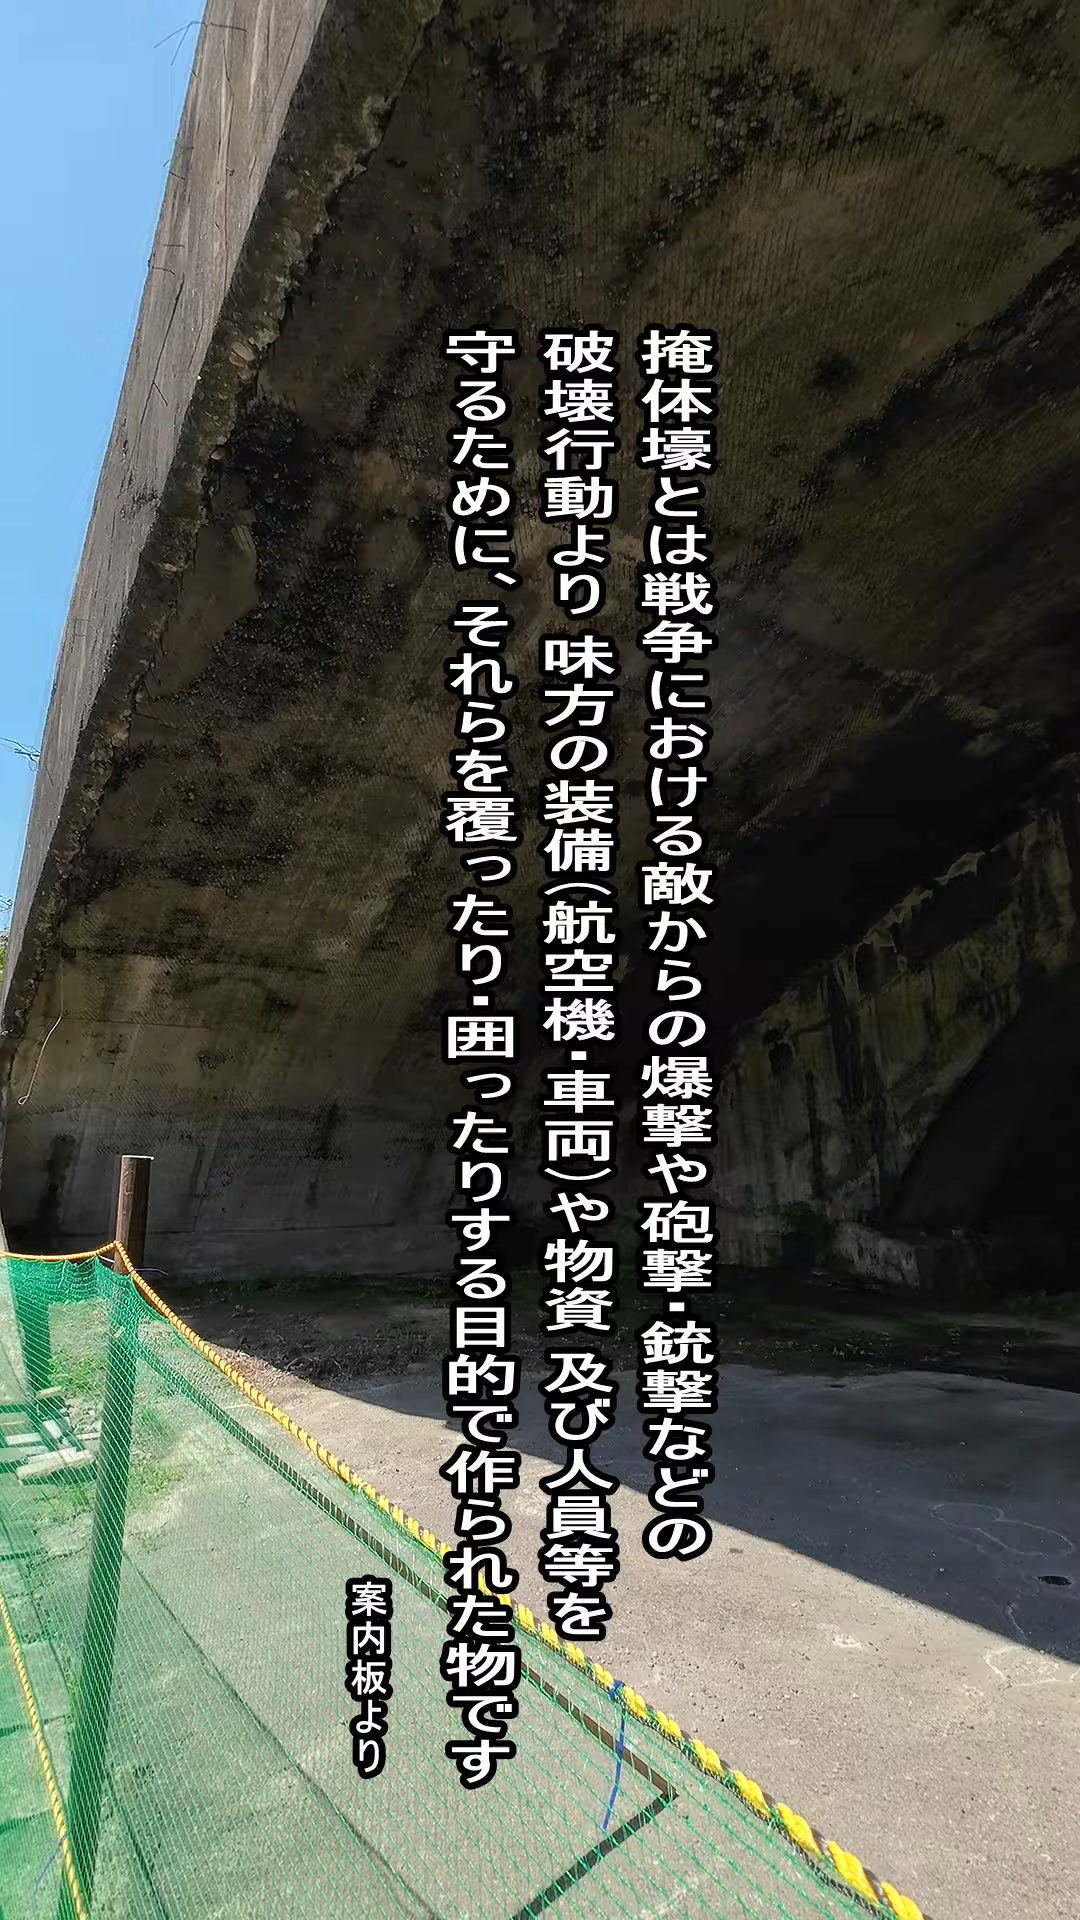 掩体壕とは戦争における敵からの爆撃や砲撃・銃撃などの
破壊行動より 味方の装備(航空機・車両)や物資 及び人員等を
守るために、それらを覆ったり・囲ったりする目的で作られた物です
案内板より